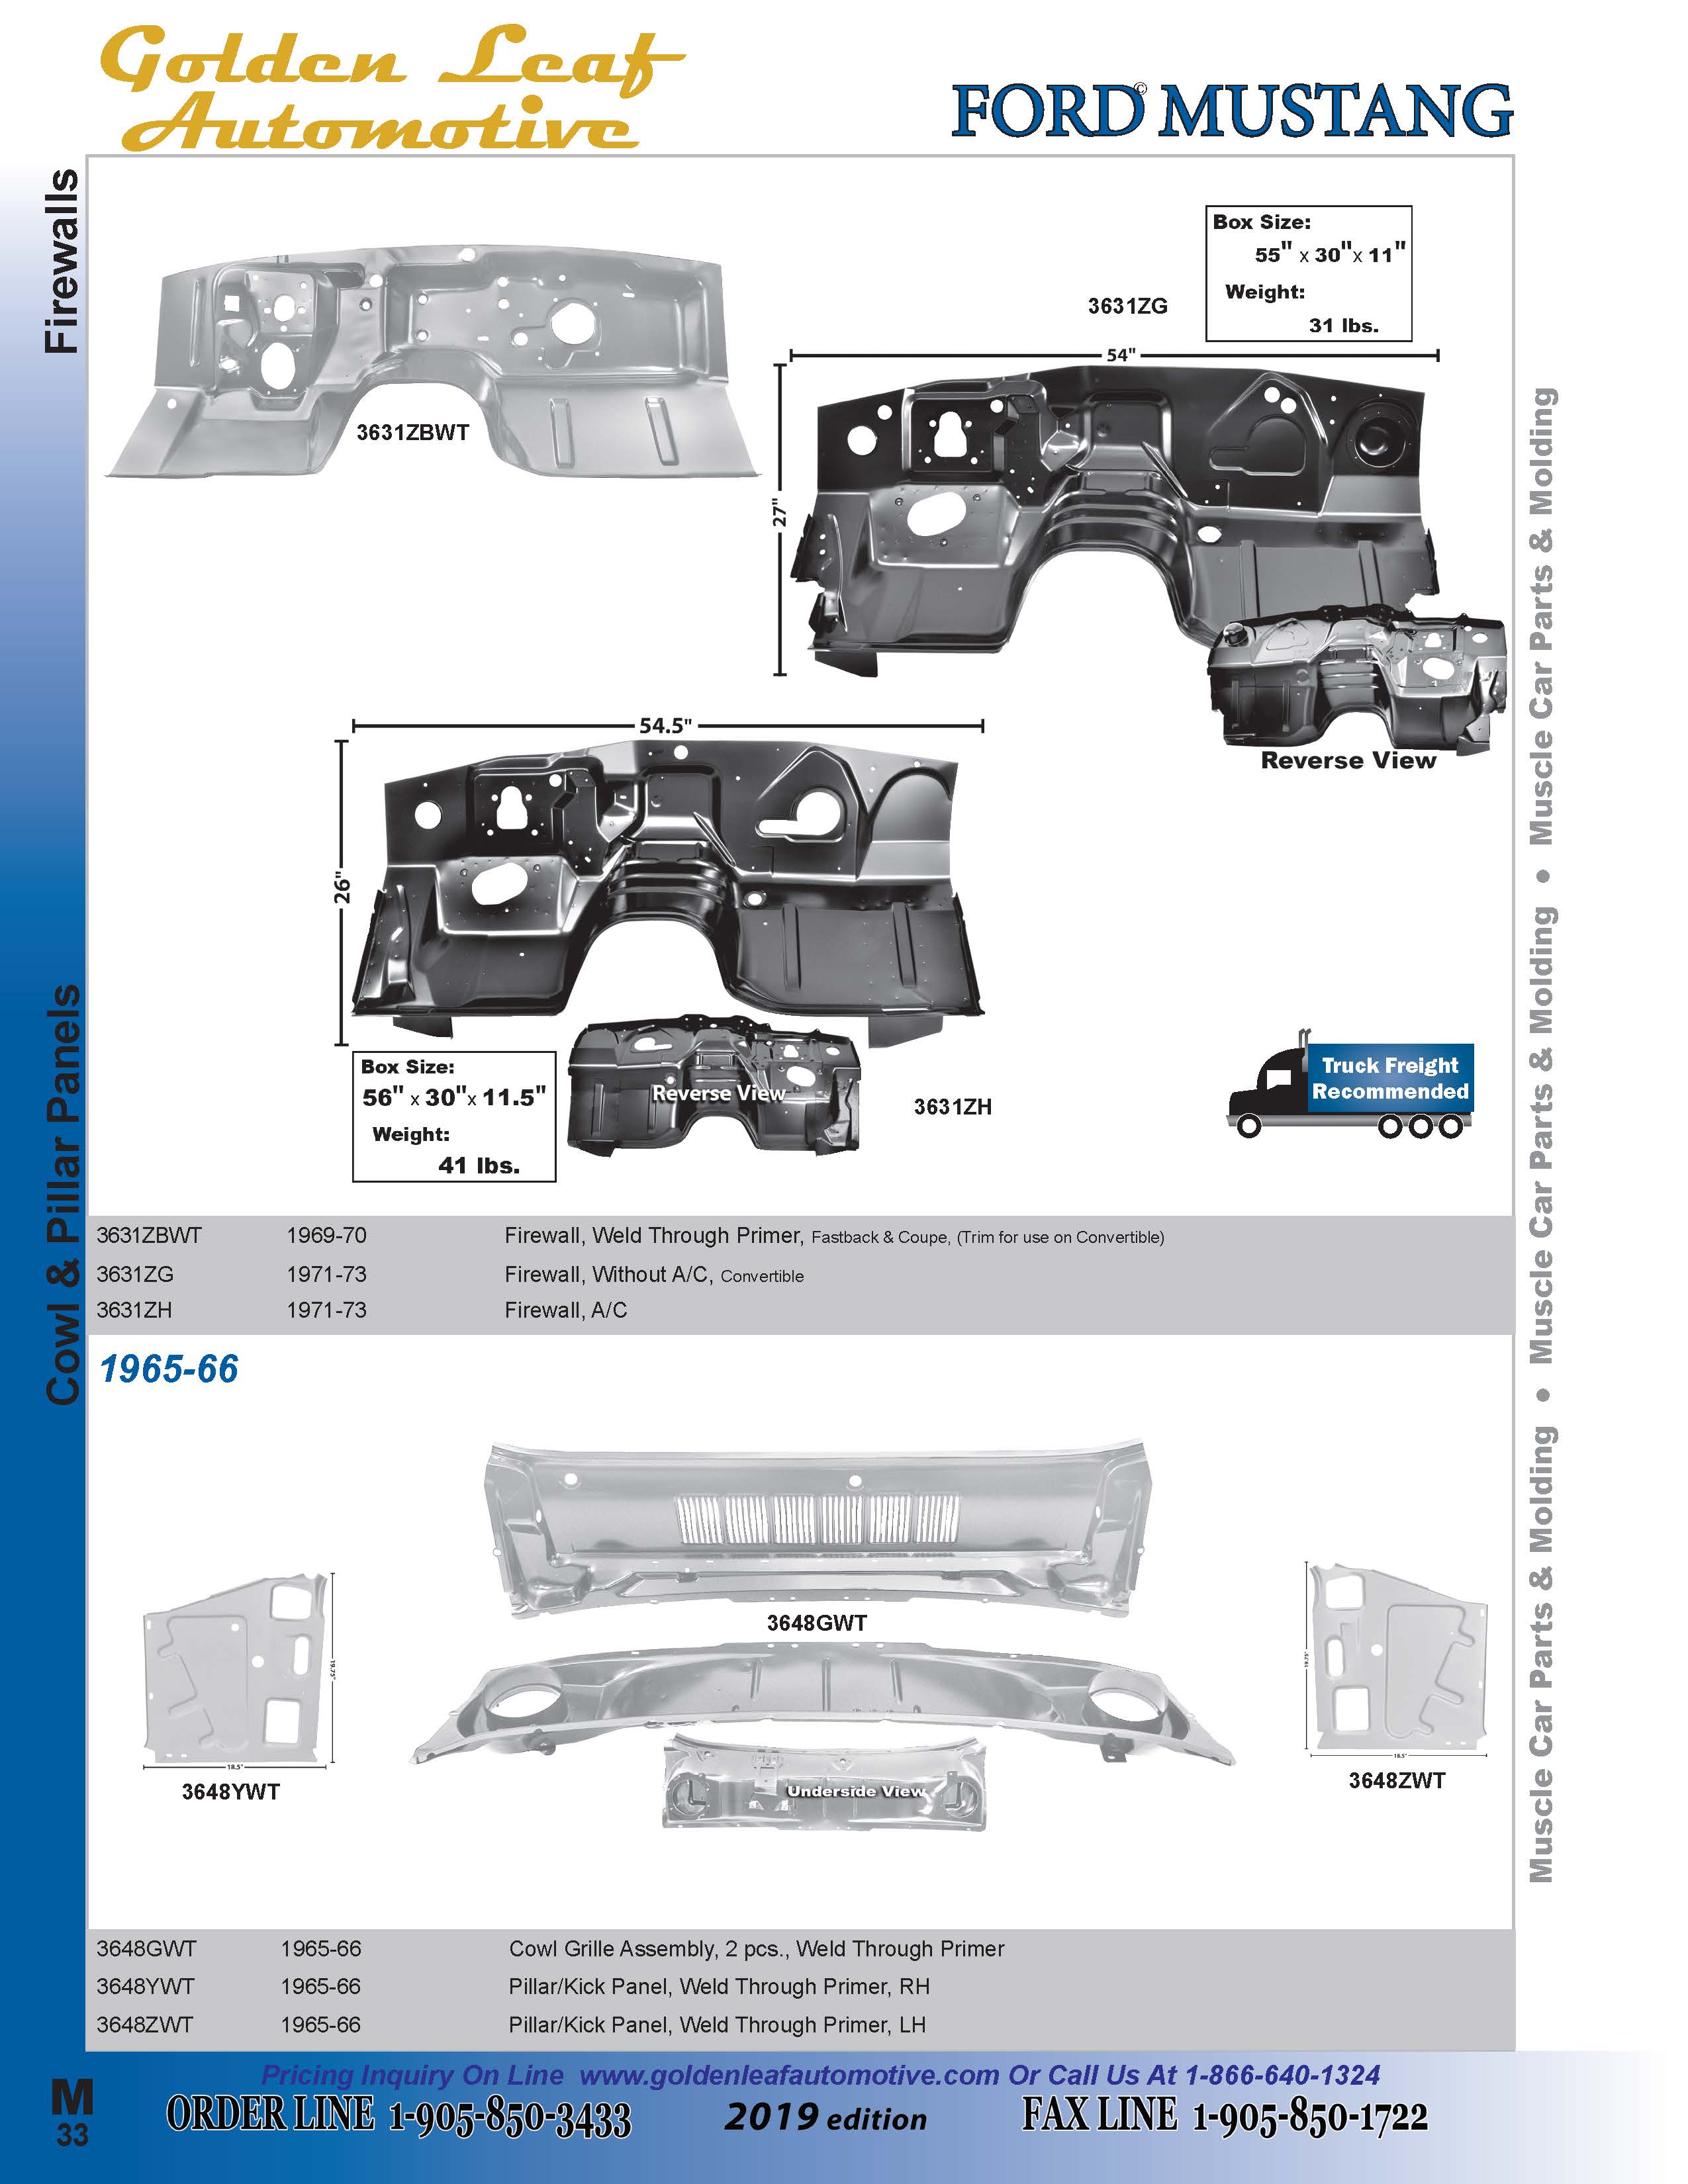 Golden Leaf
Automotive
FORD© MUSTANG
Firewalls
Cowl & Pillar Panels
Box Size:
55" x 30"x 11"
Weight:
31 lbs.
3631ZG
54"
27"
3631ZBWT
Reverse View
54.5"
26"
Box Size:
56" x 30"x 11.5"
Weight:
41 lbs.
Reverse View
3631ZH
Truck Freight
Recommended
3631ZBWT 1969-70 Firewall, Weld Through Primer, Fastback & Coupe, (Trim for use on Convertible)
3631ZG 1971-73 Firewall, Without A/C, Convertible
3631ZH 1971-73 Firewall, A/C
1965-66
3648GWT
19.75"
18.5"
3648YWT
Underside View
19.75"
18.5"
3648ZWT
3648GWT 1965-66 Cowl Grille Assembly, 2 pcs., Weld Through Primer
3648YWT 1965-66 Pillar/Kick Panel, Weld Through Primer, RH
3648ZWT 1965-66 Pillar/Kick Panel, Weld Through Primer, LH
Muscle Car Parts & Molding • Muscle Car Parts & Molding • Muscle Car Parts & Molding
Pricing Inquiry On Line www.goldenleafautomotive.com Or Call Us At 1-866-640-1324
M
33
ORDER LINE 1-905-850-3433
2019 edition
FAX LINE 1-905-850-1722